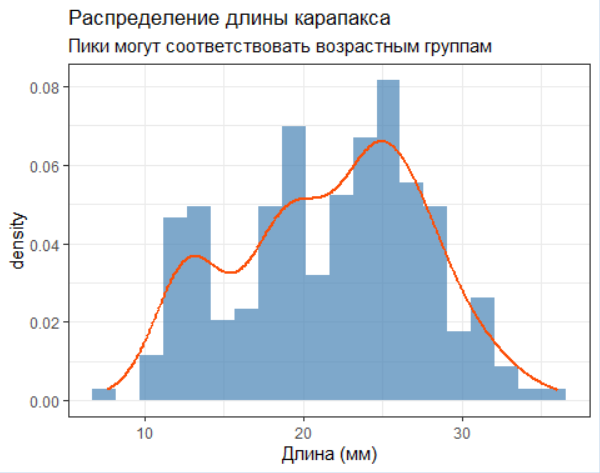 Распределение длины карапакса
Пики могут соответствовать возрастным группам
0.08
0.06
0.04
0.02
0.00
density
10 20 30
Длина (мм)